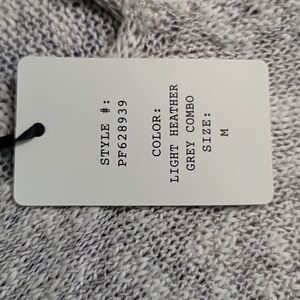 STYLE #:
PF628939
COLOR:
LIGHT HEATHER
GREY COMBO
SIZE:
M